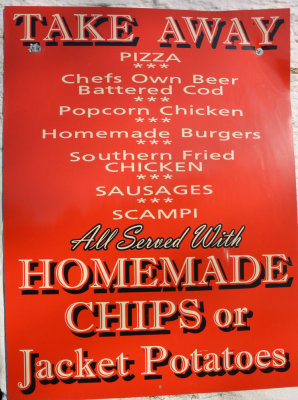 TAKE AWAY
PIZZA
***
Chefs Own Beer
Battered Cod
***
Popcorn Chicken
***
Homemade Burgers
***
Southern Fried
CHICKEN
***
SAUSAGES
***
SCAMPI
All Served With
HOMEMADE
CHIPS or
Jacket Potatoes